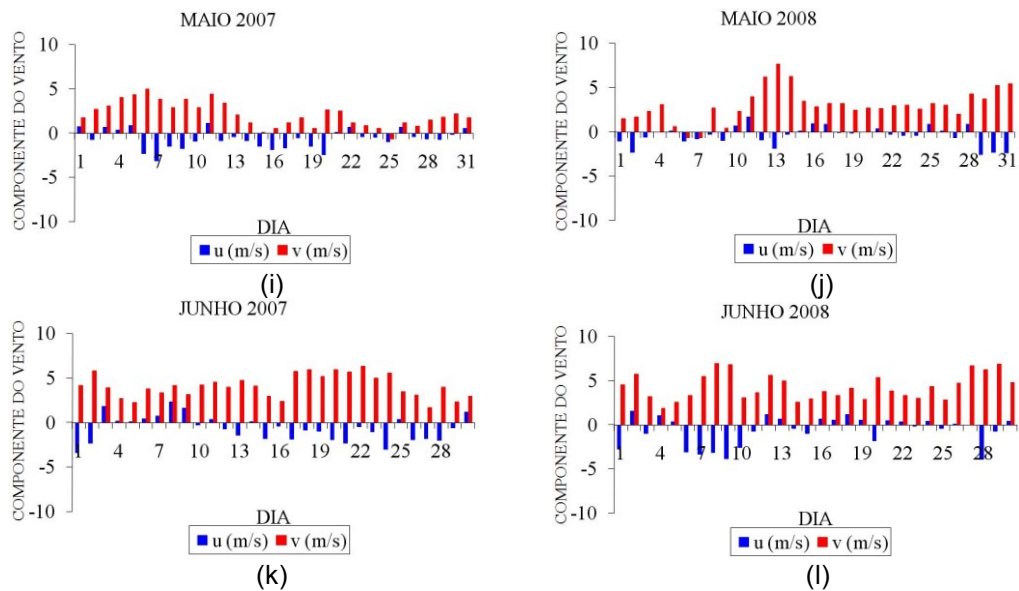 MAIO 2007
COMPONENTE DO VENTO
10
5
0
-5
-10
1 4 7 10 13 16 19 22 25 28 31
DIA
u (m/s) v (m/s)
(i)
MAIO 2008
COMPONENTE DO VENTO
10
5
0
-5
-10
1 4 7 10 13 16 19 22 25 28 31
DIA
u (m/s) v (m/s)
(j)
JUNHO 2007
COMPONENTE DO VENTO
10
5
0
-5
-10
1 4 7 10 13 16 19 22 25 28
DIA
u (m/s) v (m/s)
(k)
JUNHO 2008
COMPONENTE DO VENTO
10
5
0
-5
-10
1 4 7 10 13 16 19 22 25 28
DIA
u (m/s) v (m/s)
(l)